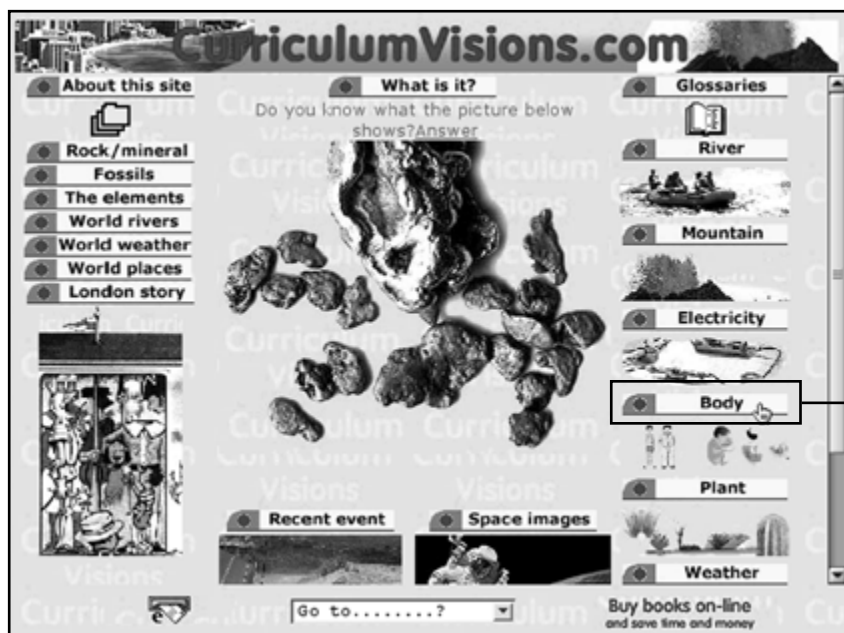 CurriculumVisions.com
About this site
Rock/mineral
Fossils
The elements
World rivers
World weather
World places
London story
What is it?
Do you know what the picture below
shows?Answer
Recent event
Space images
Glossaries
River
Mountain
Electricity
Body
Plant
Weather
Go to........?
Buy books on-line
and save time and money